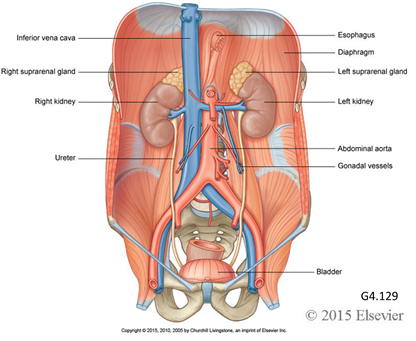 Inferior vena cava
Esophagus
Diaphragm
Right suprarenal gland
Left suprarenal gland
Right kidney
Left kidney
Abdominal aorta
Ureter
Gonadal vessels
Bladder
G4.129
© 2015 Elsevier
Copyright © 2015, 2010, 2005 by Churchill Livingstone, an imprint of Elsevier Inc.